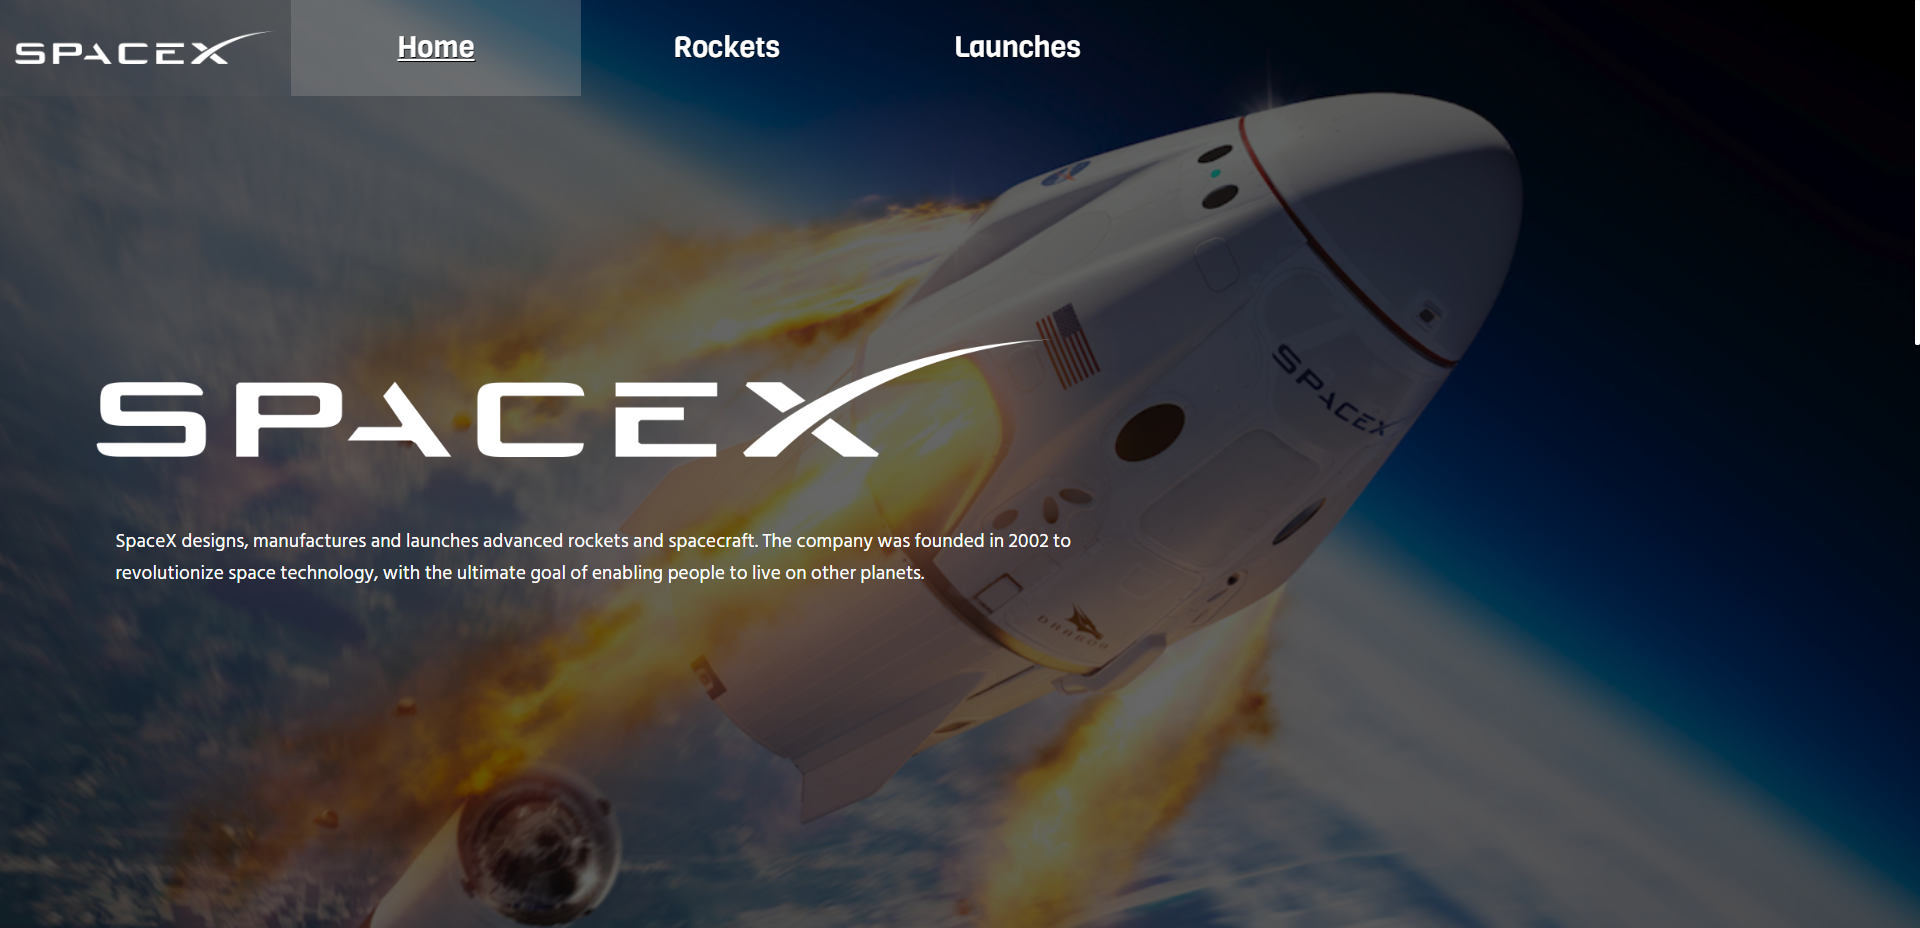 SPACEX
Home
Rockets
Launches
SPACEX
SPACEX
SpaceX designs, manufactures and launches advanced rockets and spacecraft. The company was founded in 2002 to
revolutionize space technology, with the ultimate goal of enabling people to live on other planets.
DRAGON